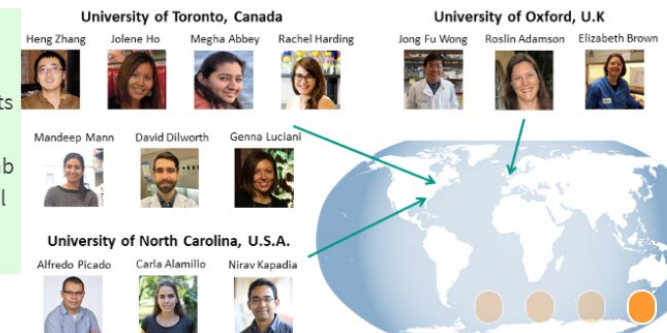 University of Toronto, Canada
University of Oxford, U.K
Heng Zhang
Jolene Ho
Megha Abbey
Rachel Harding
Jong Fu Wong
Roslin Adamson
Elizabeth Brown
ts
Mandeep Mann
David Dilworth
Genna Luciani
ab
l
University of North Carolina, U.S.A.
Alfredo Picado
Carla Alamillo
Nirav Kapadia